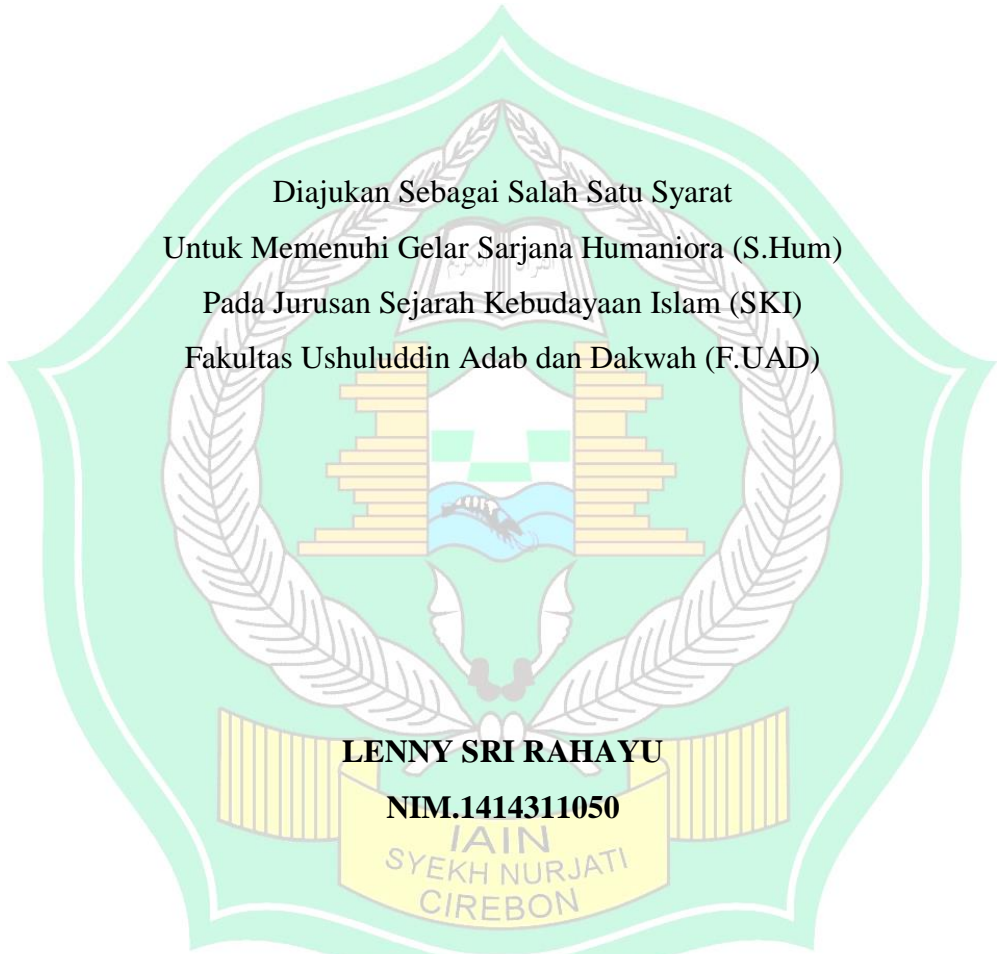 Diajukan Sebagai Salah Satu Syarat
Untuk Memenuhi Gelar Sarjana Humaniora (S.Hum)
Pada Jurusan Sejarah Kebudayaan Islam (SKI)
Fakultas Ushuluddin Adab dan Dakwah (F.UAD)
LENNY SRI RAHAYU
NIM.1414311050
IAIN
SYEKH NURJATI
CIREBON